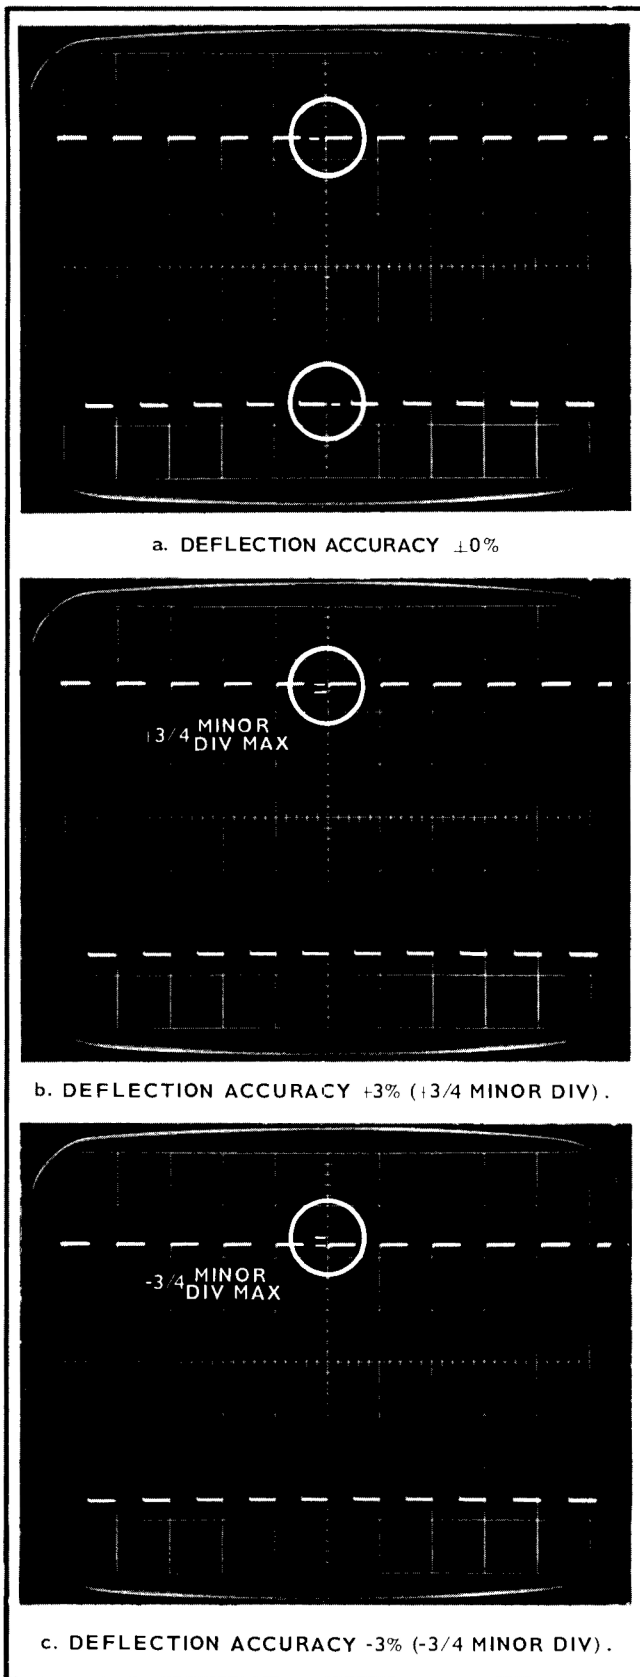 a. DEFLECTION ACCURACY ±0%
+3/4 MINOR
DIV MAX
b. DEFLECTION ACCURACY +3% (+3/4 MINOR DIV).
-3/4 MINOR
DIV MAX
c. DEFLECTION ACCURACY -3% (-3/4 MINOR DIV).